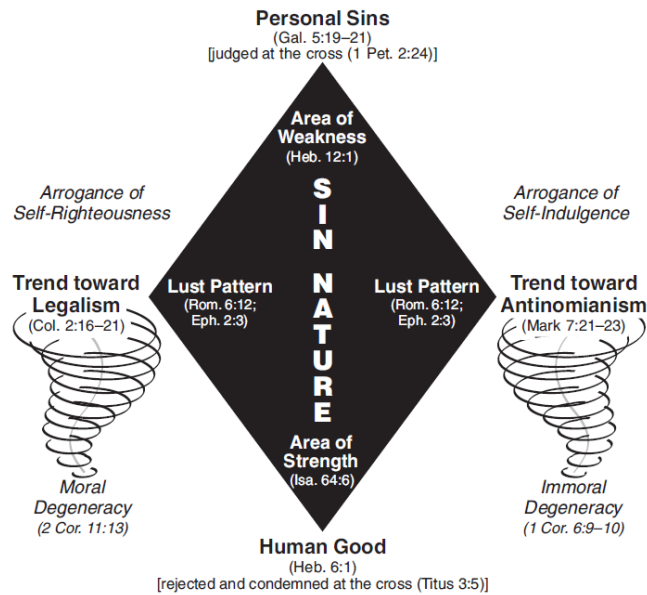 Personal Sins
(Gal. 5:19–21)
[judged at the cross (1 Pet. 2:24)]
Area of
Weakness
(Heb. 12:1)
SIN NATURE
Arrogance of
Self-Righteousness
Arrogance of
Self-Indulgence
Trend toward
Legalism
(Col. 2:16–21)
Lust Pattern
(Rom. 6:12;
Eph. 2:3)
Lust Pattern
(Rom. 6:12;
Eph. 2:3)
Trend toward
Antinomianism
(Mark 7:21–23)
Area of
Strength
(Isa. 64:6)
Moral
Degeneracy
(2 Cor. 11:13)
Immoral
Degeneracy
(1 Cor. 6:9–10)
Human Good
(Heb. 6:1)
[rejected and condemned at the cross (Titus 3:5)]